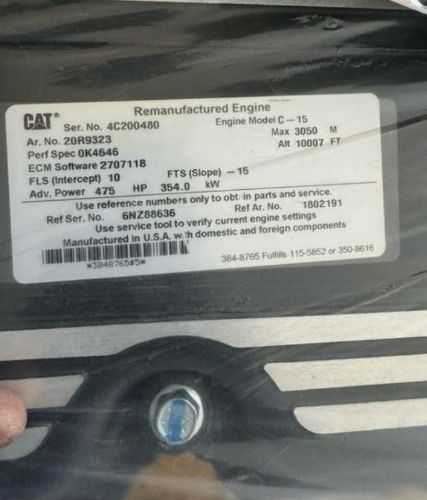 CAT® Remanufactured Engine
Ser. No. 4C200480 Engine Model C-15
Ar. No. 20R9323 Max 3050 M
Perf Spec 0K4646 Alt 10007 FT
ECM Software 2707118
FLS (Intercept) 10 FTS (Slope) -15
Adv. Power 475 HP 354.0 kW
Use reference numbers only to obt in parts and service.
Ref Ser. No. 6NZ88636 Ref Ar. No. 1802191
Use service tool to verify current engine settings
Manufactured in U.S.A. with domestic and foreign components
*3848765#5*
384-8765 Fulfills 115-5852 or 350-8616